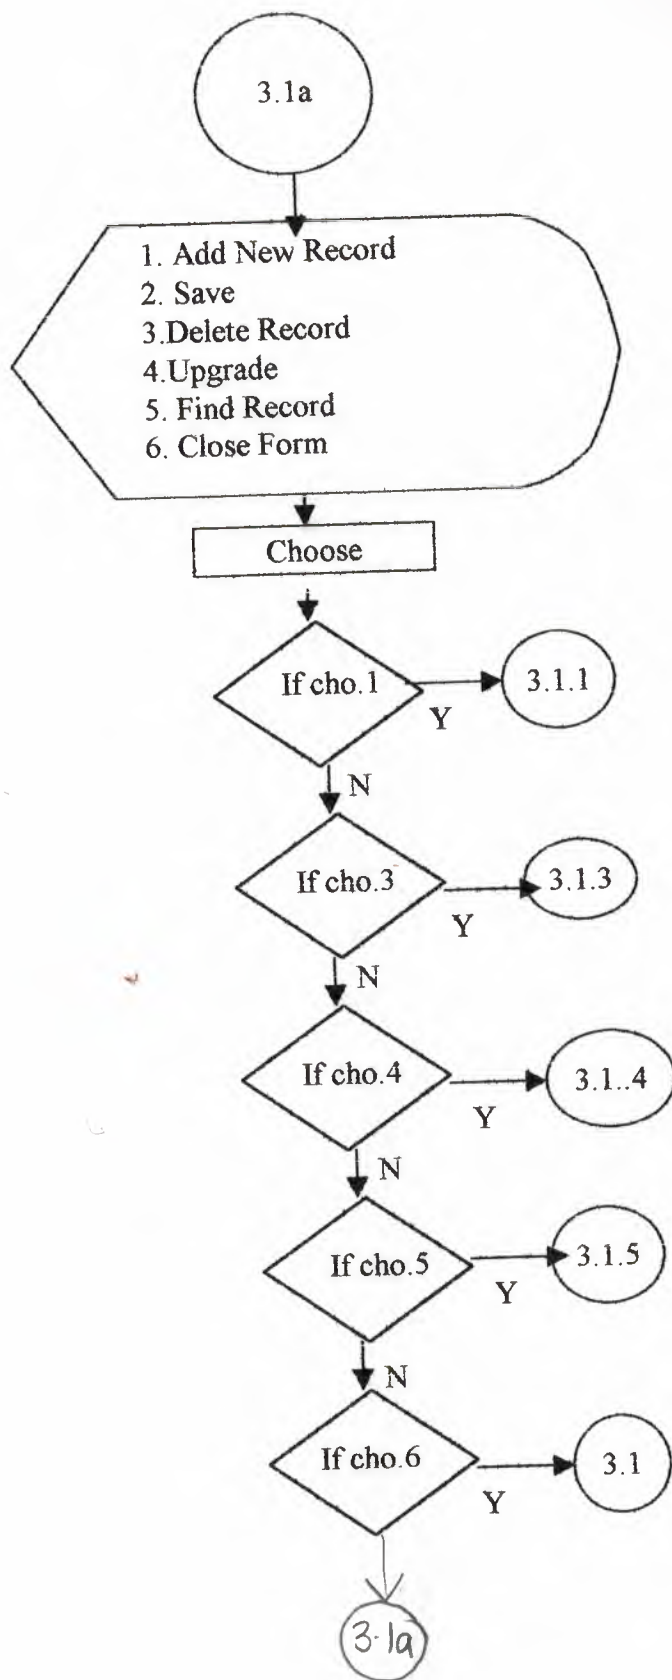 3.1a
1. Add New Record
2. Save
3.Delete Record
4.Upgrade
5. Find Record
6. Close Form
Choose
If cho.1
Y
3.1.1
N
If cho.3
Y
3.1.3
N
If cho.4
Y
3.1..4
N
If cho.5
Y
3.1.5
N
If cho.6
Y
3.1
3.1a